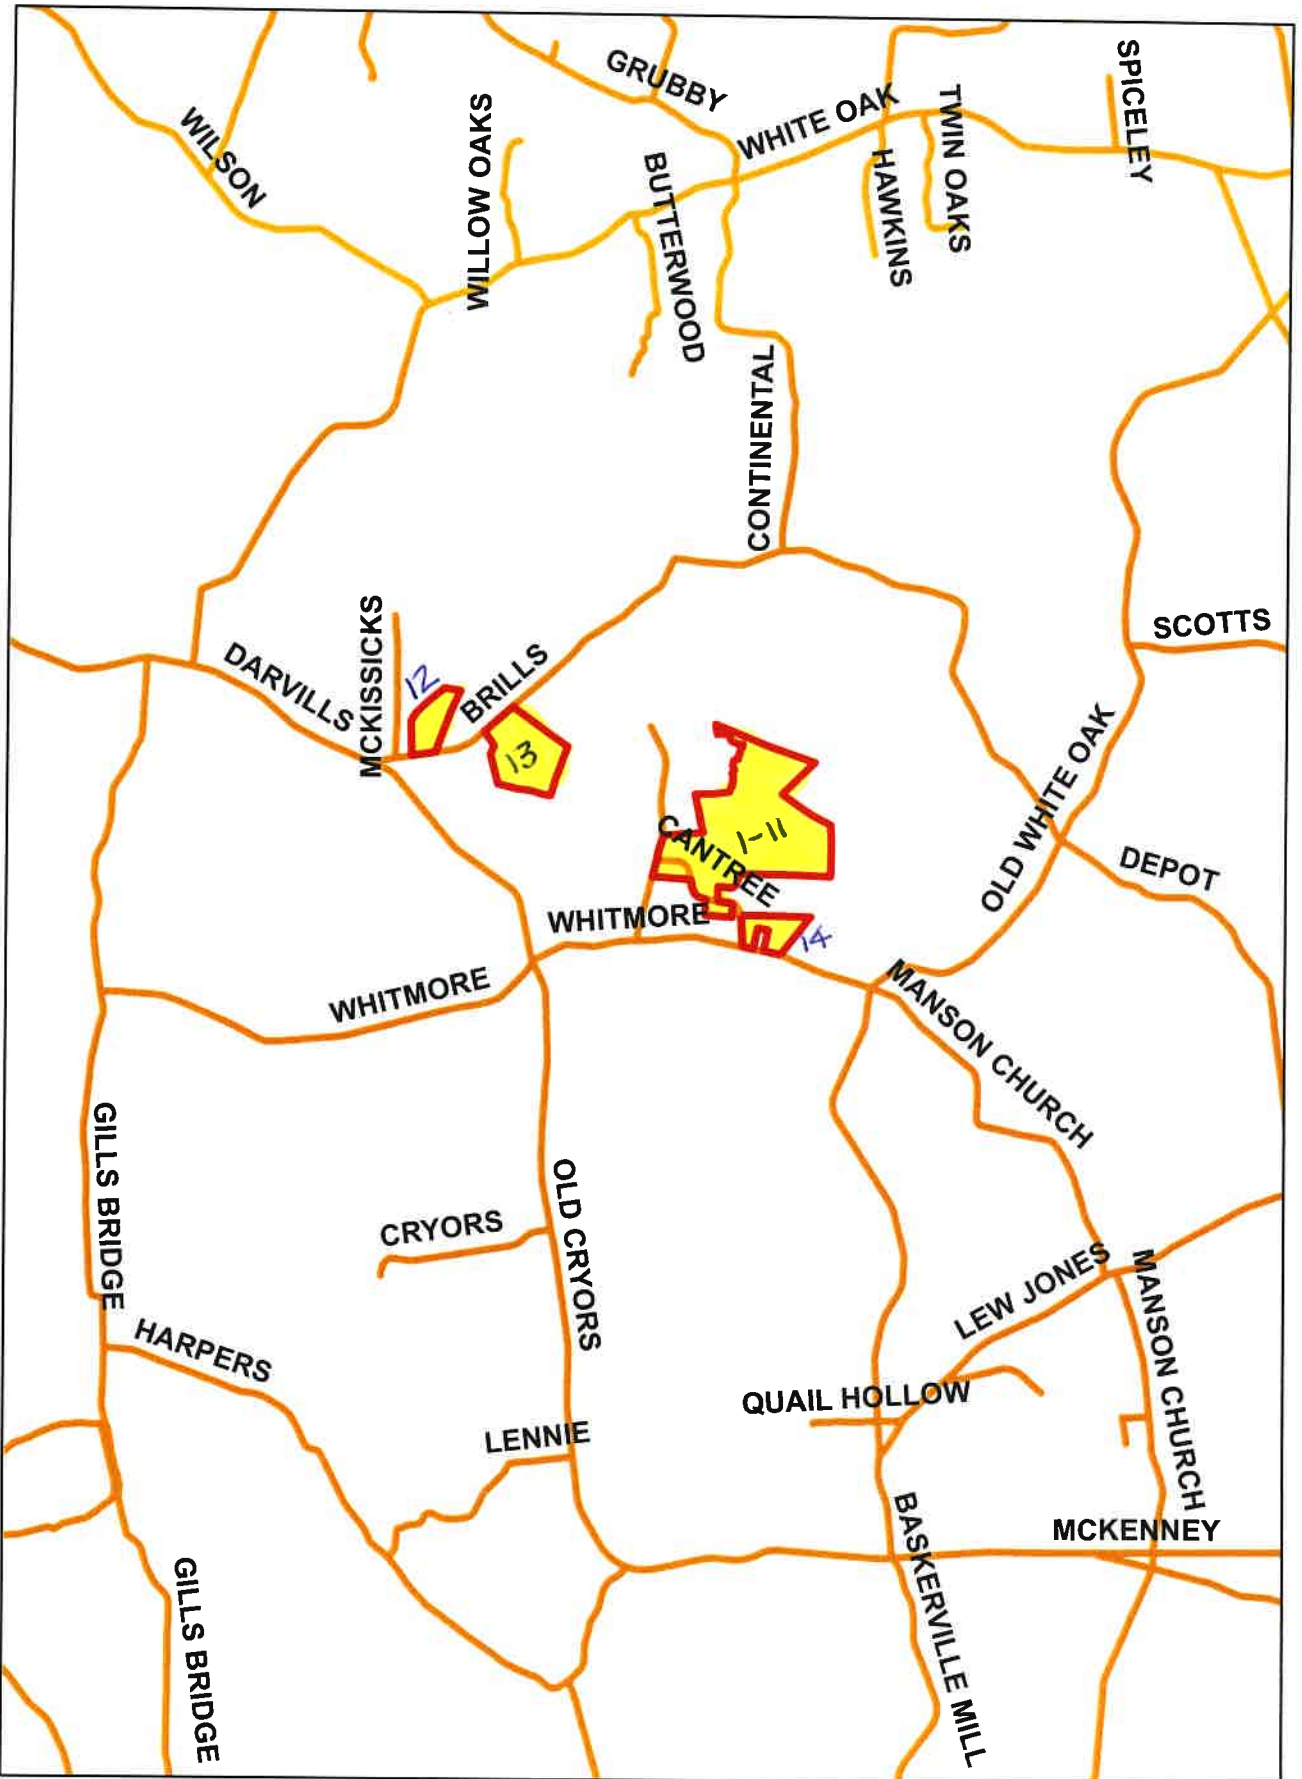 SPICELEY
GRUBBY
WHITE OAK
TWIN OAKS
WILLOW OAKS
WILSON
BUTTERWOOD
HAWKINS
CONTINENTAL
SCOTTS
MCKISSICKS
DARVILLS
12
BRILLS
13
OLD WHITE OAK
1-11
CANTREE
DEPOT
WHITMORE
14
WHITMORE
MANSON CHURCH
GILLS BRIDGE
OLD CRYORS
CRYORS
LEW JONES
MANSON CHURCH
HARPERS
QUAIL HOLLOW
LENNIE
BASKERVILLE MILL
MCKENNEY
GILLS BRIDGE